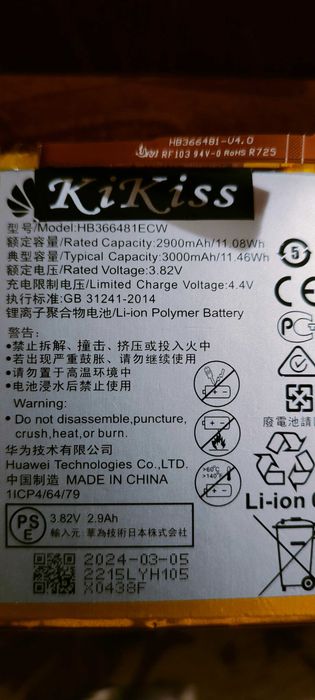 HB366481-V4.0
RF103 94V-0 RoHS R725
KiKiss
型号/Model:HB366481ECW
额定容量/Rated Capacity:2900mAh/11.08Wh
典型容量/Typical Capacity:3000mAh/11.46Wh
额定电压/Rated Voltage:3.82V
充电限制电压/Limited Charge Voltage:4.4V
执行标准/GB 31241-2014
锂离子聚合物电池/Li-ion Polymer Battery
警告:
•禁止拆解、撞击、挤压或投入火中
•若出现严重鼓胀、请勿继续使用
•请勿置于高温环境中
•电池浸水后禁止使用
Warning:
• Do not disassemble,puncture,
crush,heat,or burn.
华为技术有限公司
Huawei Technologies Co.,LTD.
中国制造 MADE IN CHINA
1ICP4/64/79
PSE
3.82V 2.9Ah
輸入元: 華為技術日本株式会社
2024-03-05
2215LYH105
X0438F
5
CE
>60℃
>140℉
廢電池請
Li-ion